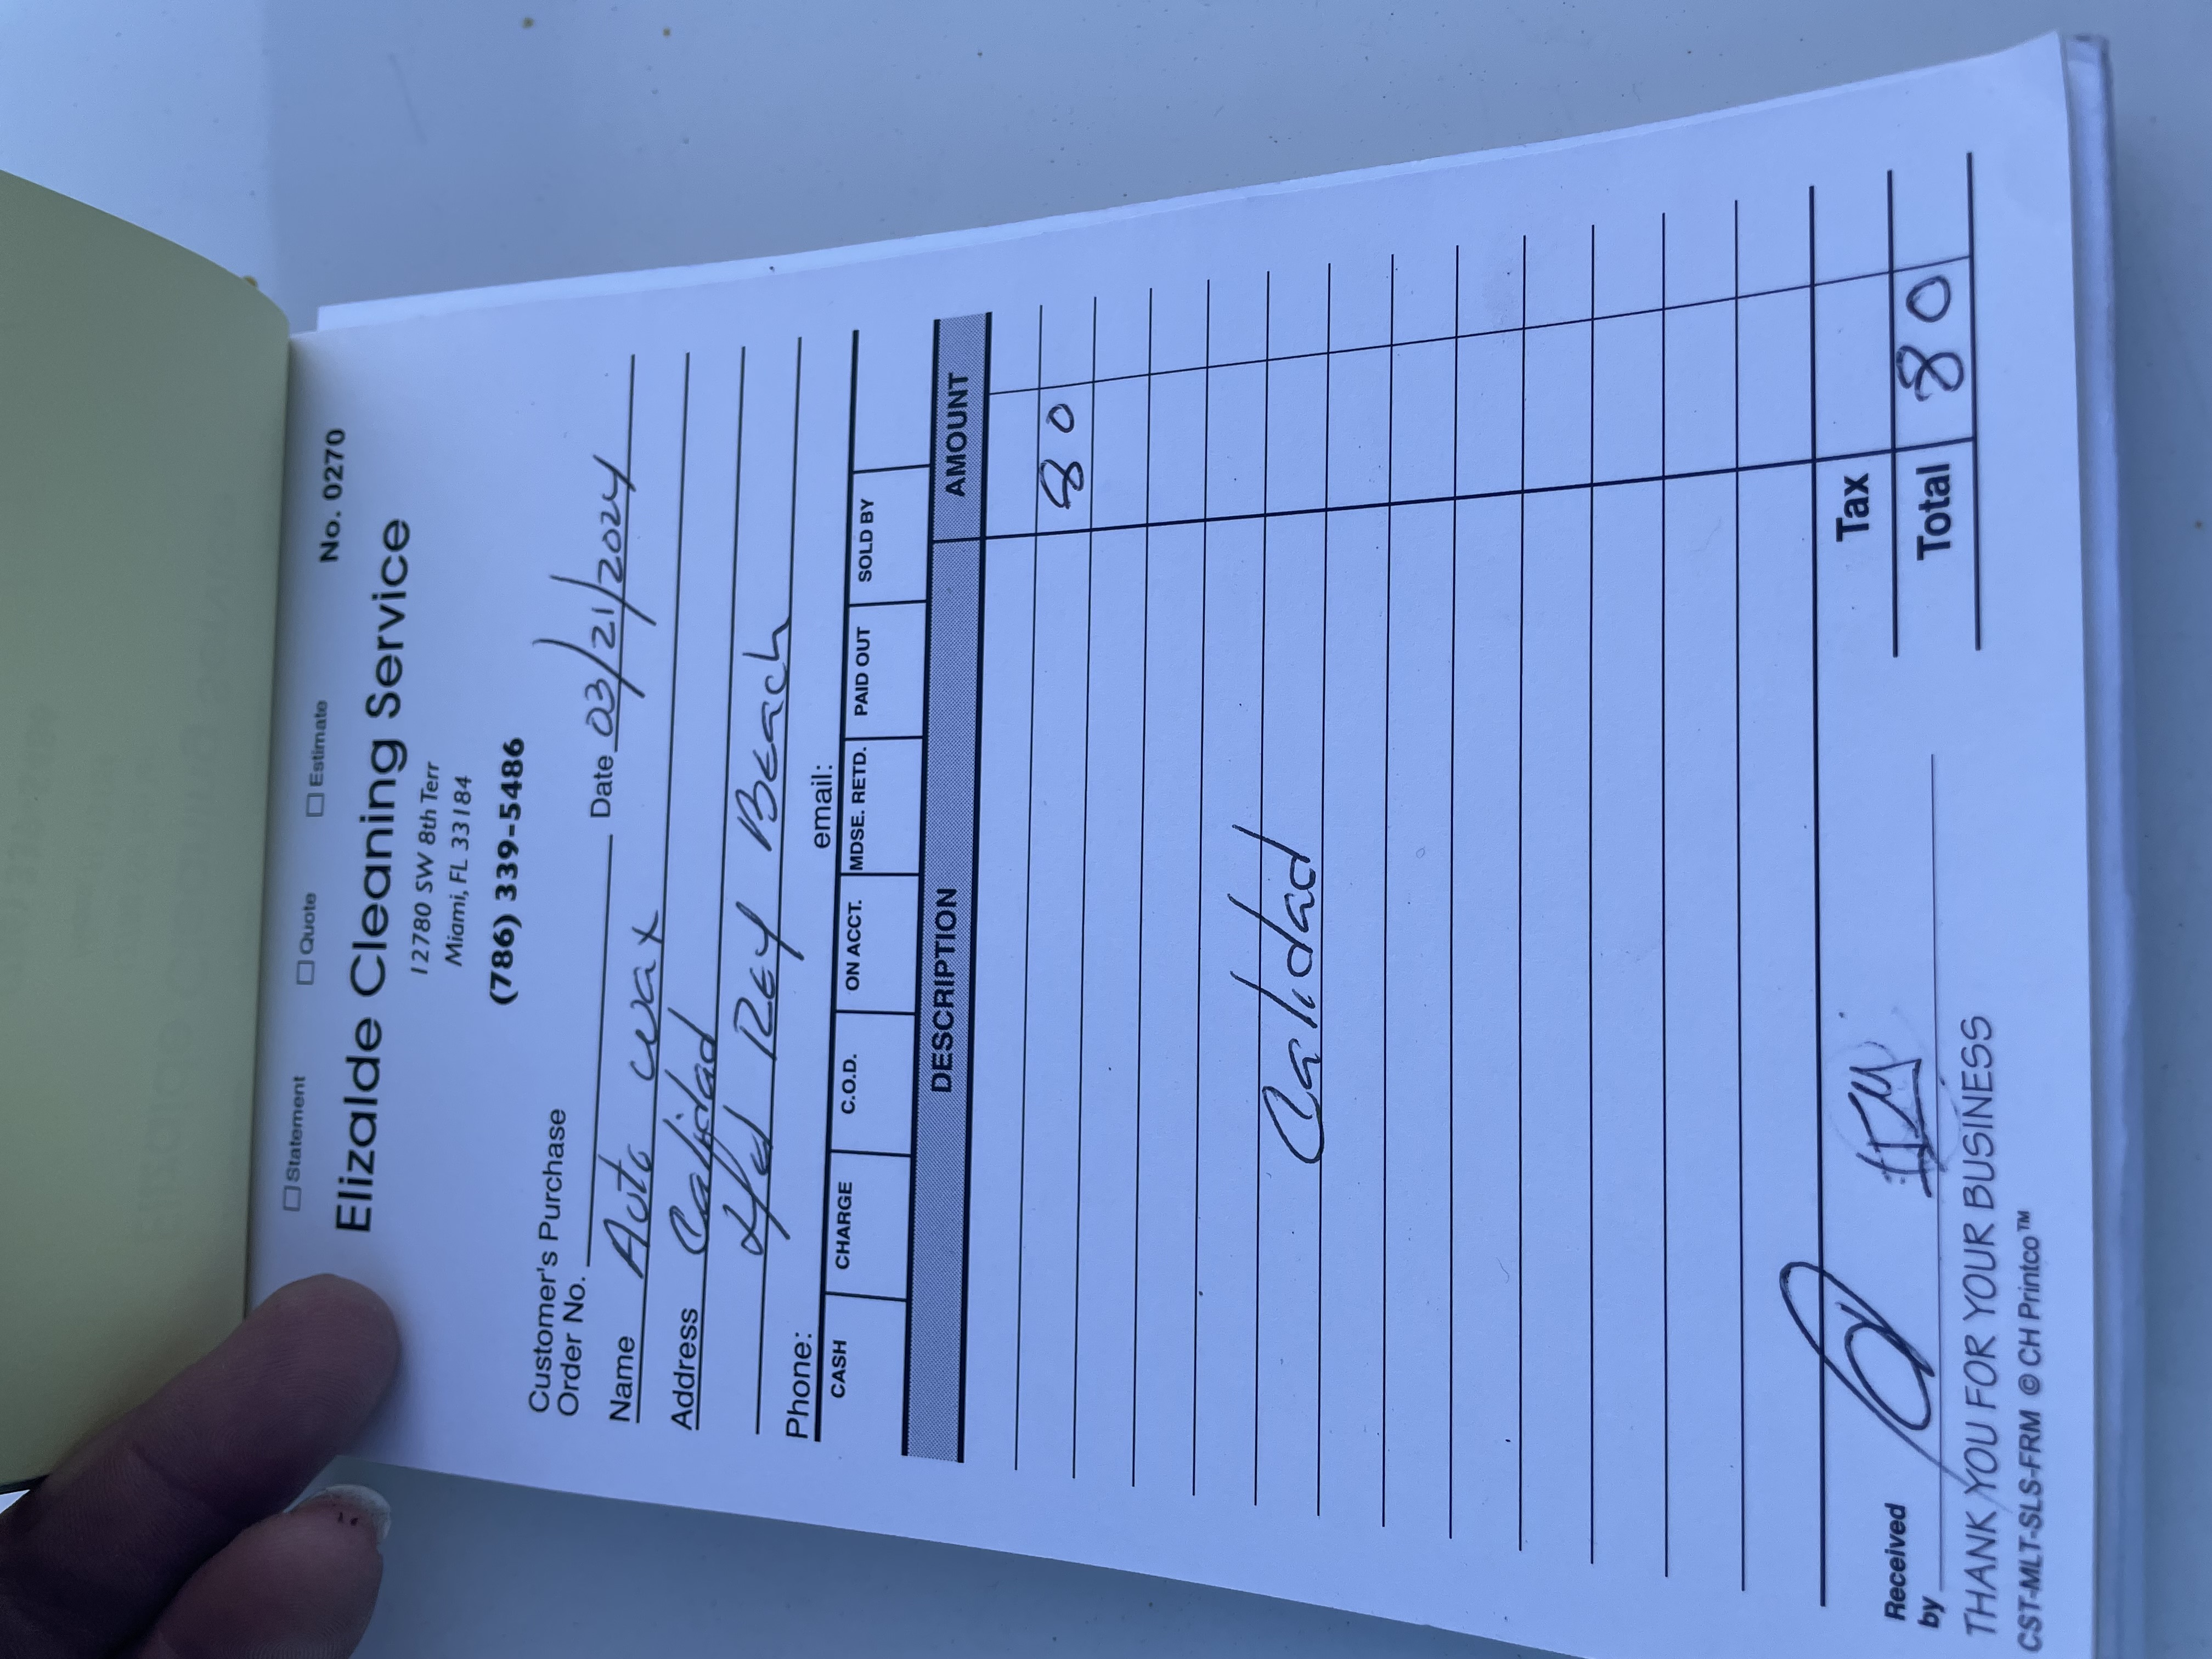 ☐ Statement ☐ Quote ☐ Estimate
No. 0270
Elizalde Cleaning Service
12780 SW 8th Terr
Miami, FL 33184
(786) 339-5486
Customer's Purchase
Order No. Date 03/21/2024
Name Auto wax
Address Calidad
Rey Beach
Phone: email:
CASH CHARGE C.O.D. ON ACCT. MDSE. RETD. PAID OUT SOLD BY
DESCRIPTION AMOUNT
80
Calidad
Tax
Total 80
Received
by
THANK YOU FOR YOUR BUSINESS
CST-MLT-SLS-FRM © CH Printco™